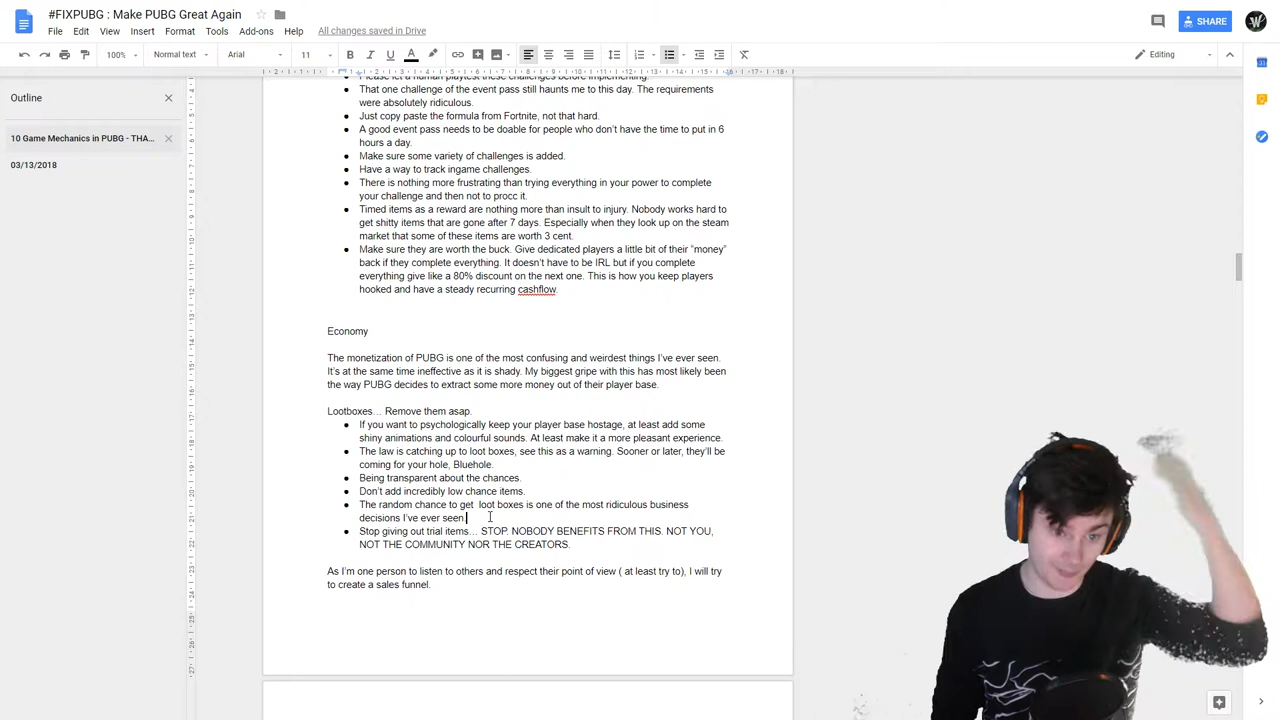 #FIXPUBG : Make PUBG Great Again
File Edit View Insert Format Tools Add-ons Help All changes saved in Drive
SHARE
100% Normal text Arial 11 Editing
Outline
10 Game Mechanics in PUBG - THA...
03/13/2018
Please let a human playtest these challenges before implementing.
That one challenge of the event pass still haunts me to this day. The requirements
were absolutely ridiculous.
Just copy paste the formula from Fortnite, not that hard.
A good event pass needs to be doable for people who don't have the time to put in 6
hours a day.
Make sure some variety of challenges is added.
Have a way to track ingame challenges.
There is nothing more frustrating than trying everything in your power to complete
your challenge and then not to procc it.
Timed items as a reward are nothing more than insult to injury. Nobody works hard to
get shitty items that are gone after 7 days. Especially when they look up on the steam
market that some of these items are worth 3 cent.
Make sure they are worth the buck. Give dedicated players a little bit of their "money"
back if they complete everything. It doesn't have to be IRL but if you complete
everything give like a 80% discount on the next one. This is how you keep players
hooked and have a steady recurring cashflow.
Economy
The monetization of PUBG is one of the most confusing and weirdest things I've ever seen.
It's at the same time ineffective as it is shady. My biggest gripe with this has most likely been
the way PUBG decides to extract some more money out of their player base.
Lootboxes... Remove them asap.
If you want to psychologically keep your player base hostage, at least add some
shiny animations and colourful sounds. At least make it a more pleasant experience.
The law is catching up to loot boxes, see this as a warning. Sooner or later, they'll be
coming for your hole, Bluehole.
Being transparent about the chances.
Don't add incredibly low chance items.
The random chance to get loot boxes is one of the most ridiculous business
decisions I've ever seen.
Stop giving out trial items... STOP. NOBODY BENEFITS FROM THIS. NOT YOU,
NOT THE COMMUNITY NOR THE CREATORS.
As I'm one person to listen to others and respect their point of view ( at least try to), I will try
to create a sales funnel.